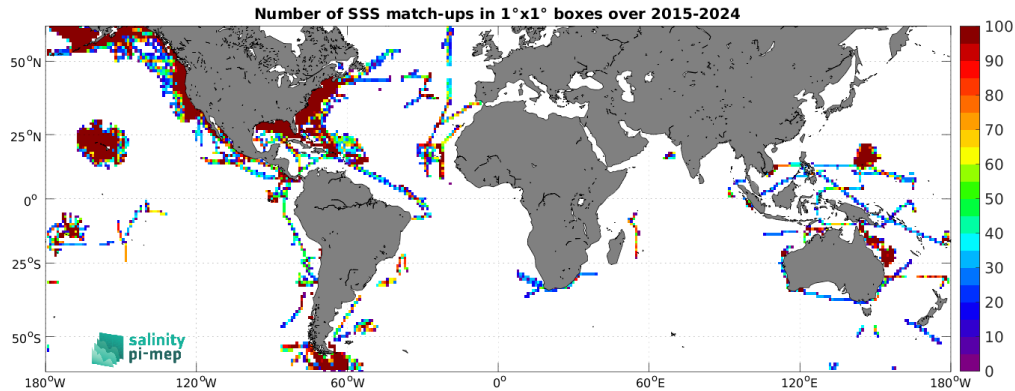 Number of SSS match-ups in 1°x1° boxes over 2015-2024
50°N
25°N
0°
25°S
50°S
180°W
120°W
60°W
0°
60°E
120°E
180°W
100
90
80
70
60
50
40
30
20
10
0
salinity
pi-mep